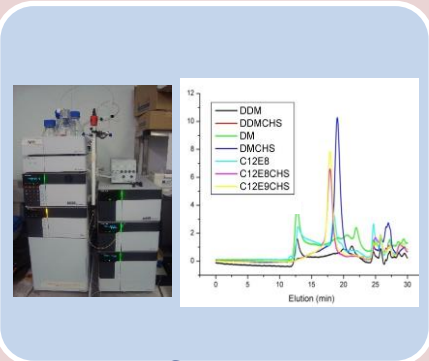 12
10
8
6
4
2
0
DDM
DDMCHS
DM
DMCHS
C12E8
C12E8CHS
C12E9CHS
0 5 10 15 20 25 30
Elution (min)